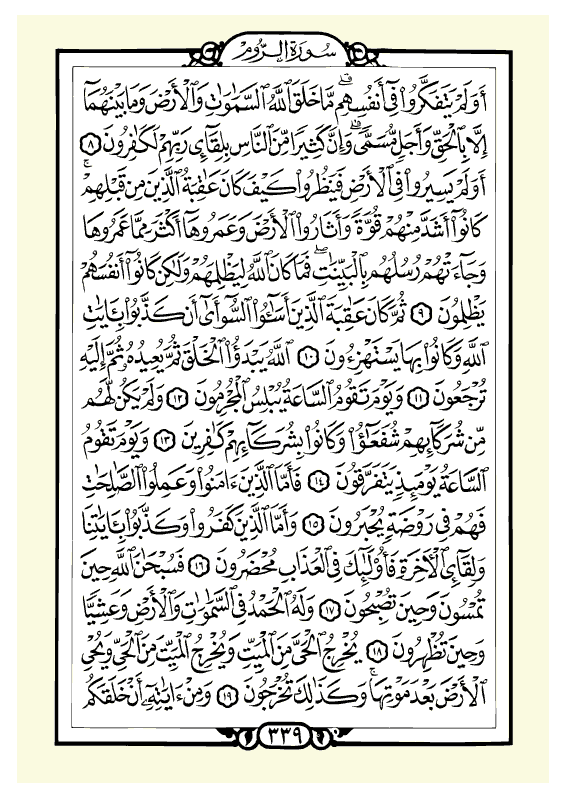 سورة الروم
أَوَلَمْ يَتَفَكَّرُوا۟ فِىٓ أَنفُسِهِم ۗ مَّا خَلَقَ ٱللَّهُ ٱلسَّمَٰوَٰتِ وَٱلْأَرْضَ وَمَا بَيْنَهُمَآ
إِلَّا بِٱلْحَقِّ وَأَجَلٍ مُّسَمًّى ۗ وَإِنَّ كَثِيرًا مِّنَ ٱلنَّاسِ بِلِقَآئِ رَبِّهِمْ لَكَٰفِرُونَ ٨
أَوَلَمْ يَسِيرُوا۟ فِى ٱلْأَرْضِ فَيَنظُرُوا۟ كَيْفَ كَانَ عَٰقِبَةُ ٱلَّذِينَ مِن قَبْلِهِمْ ۚ
كَانُوٓا۟ أَشَدَّ مِنْهُمْ قُوَّةً وَأَثَارُوا۟ ٱلْأَرْضَ وَعَمَرُوهَآ أَكْثَرَ مِمَّا عَمَرُوهَا
وَجَآءَتْهُمْ رُسُلُهُم بِٱلْبَيِّنَٰتِ ۖ فَمَا كَانَ ٱللَّهُ لِيَظْلِمَهُمْ وَلَٰكِن كَانُوٓا۟ أَنفُسَهُمْ
يَظْلِمُونَ ٩ ثُمَّ كَانَ عَٰقِبَةَ ٱلَّذِينَ أَسَٰٓـُٔوا۟ ٱلسُّوٓأَىٰٓ أَن كَذَّبُوا۟ بِـَٔايَٰتِ
ٱللَّهِ وَكَانُوا۟ بِهَا يَسْتَهْزِءُونَ ١٠ ٱللَّهُ يَبْدَؤُا۟ ٱلْخَلْقَ ثُمَّ يُعِيدُهُۥ ثُمَّ إِلَيْهِ
تُرْجَعُونَ ١١ وَيَوْمَ تَقُومُ ٱلسَّاعَةُ يُبْلِسُ ٱلْمُجْرِمُونَ ١٢ وَلَمْ يَكُن لَّهُم
مِّن شُرَكَآئِهِمْ شُفَعَٰٓؤُا۟ وَكَانُوا۟ بِشُرَكَآئِهِمْ كَٰفِرِينَ ١٣ وَيَوْمَ تَقُومُ
ٱلسَّاعَةُ يَوْمَئِذٍ يَتَفَرَّقُونَ ١٤ فَأَمَّا ٱلَّذِينَ ءَامَنُوا۟ وَعَمِلُوا۟ ٱلصَّٰلِحَٰتِ
فَهُمْ فِى رَوْضَةٍ يُحْبَرُونَ ١٥ وَأَمَّا ٱلَّذِينَ كَفَرُوا۟ وَكَذَّبُوا۟ بِـَٔايَٰتِنَا
وَلِقَآئِ ٱلْـَٔاخِرَةِ فَأُو۟لَٰٓئِكَ فِى ٱلْعَذَابِ مُحْضَرُونَ ١٦ فَسُبْحَٰنَ ٱللَّهِ حِينَ
تُمْسُونَ وَحِينَ تُصْبِحُونَ ١٧ وَلَهُ ٱلْحَمْدُ فِى ٱلسَّمَٰوَٰتِ وَٱلْأَرْضِ وَعَشِيًّا
وَحِينَ تُظْهِرُونَ ١٨ يُخْرِجُ ٱلْحَىَّ مِنَ ٱلْمَيِّتِ وَيُخْرِجُ ٱلْمَيِّتَ مِنَ ٱلْحَىِّ وَيُحْىِ
ٱلْأَرْضَ بَعْدَ مَوْتِهَا ۚ وَكَذَٰلِكَ تُخْرَجُونَ ١٩ وَمِنْ ءَايَٰتِهِۦٓ أَنْ خَلَقَكُم
٣٣٩